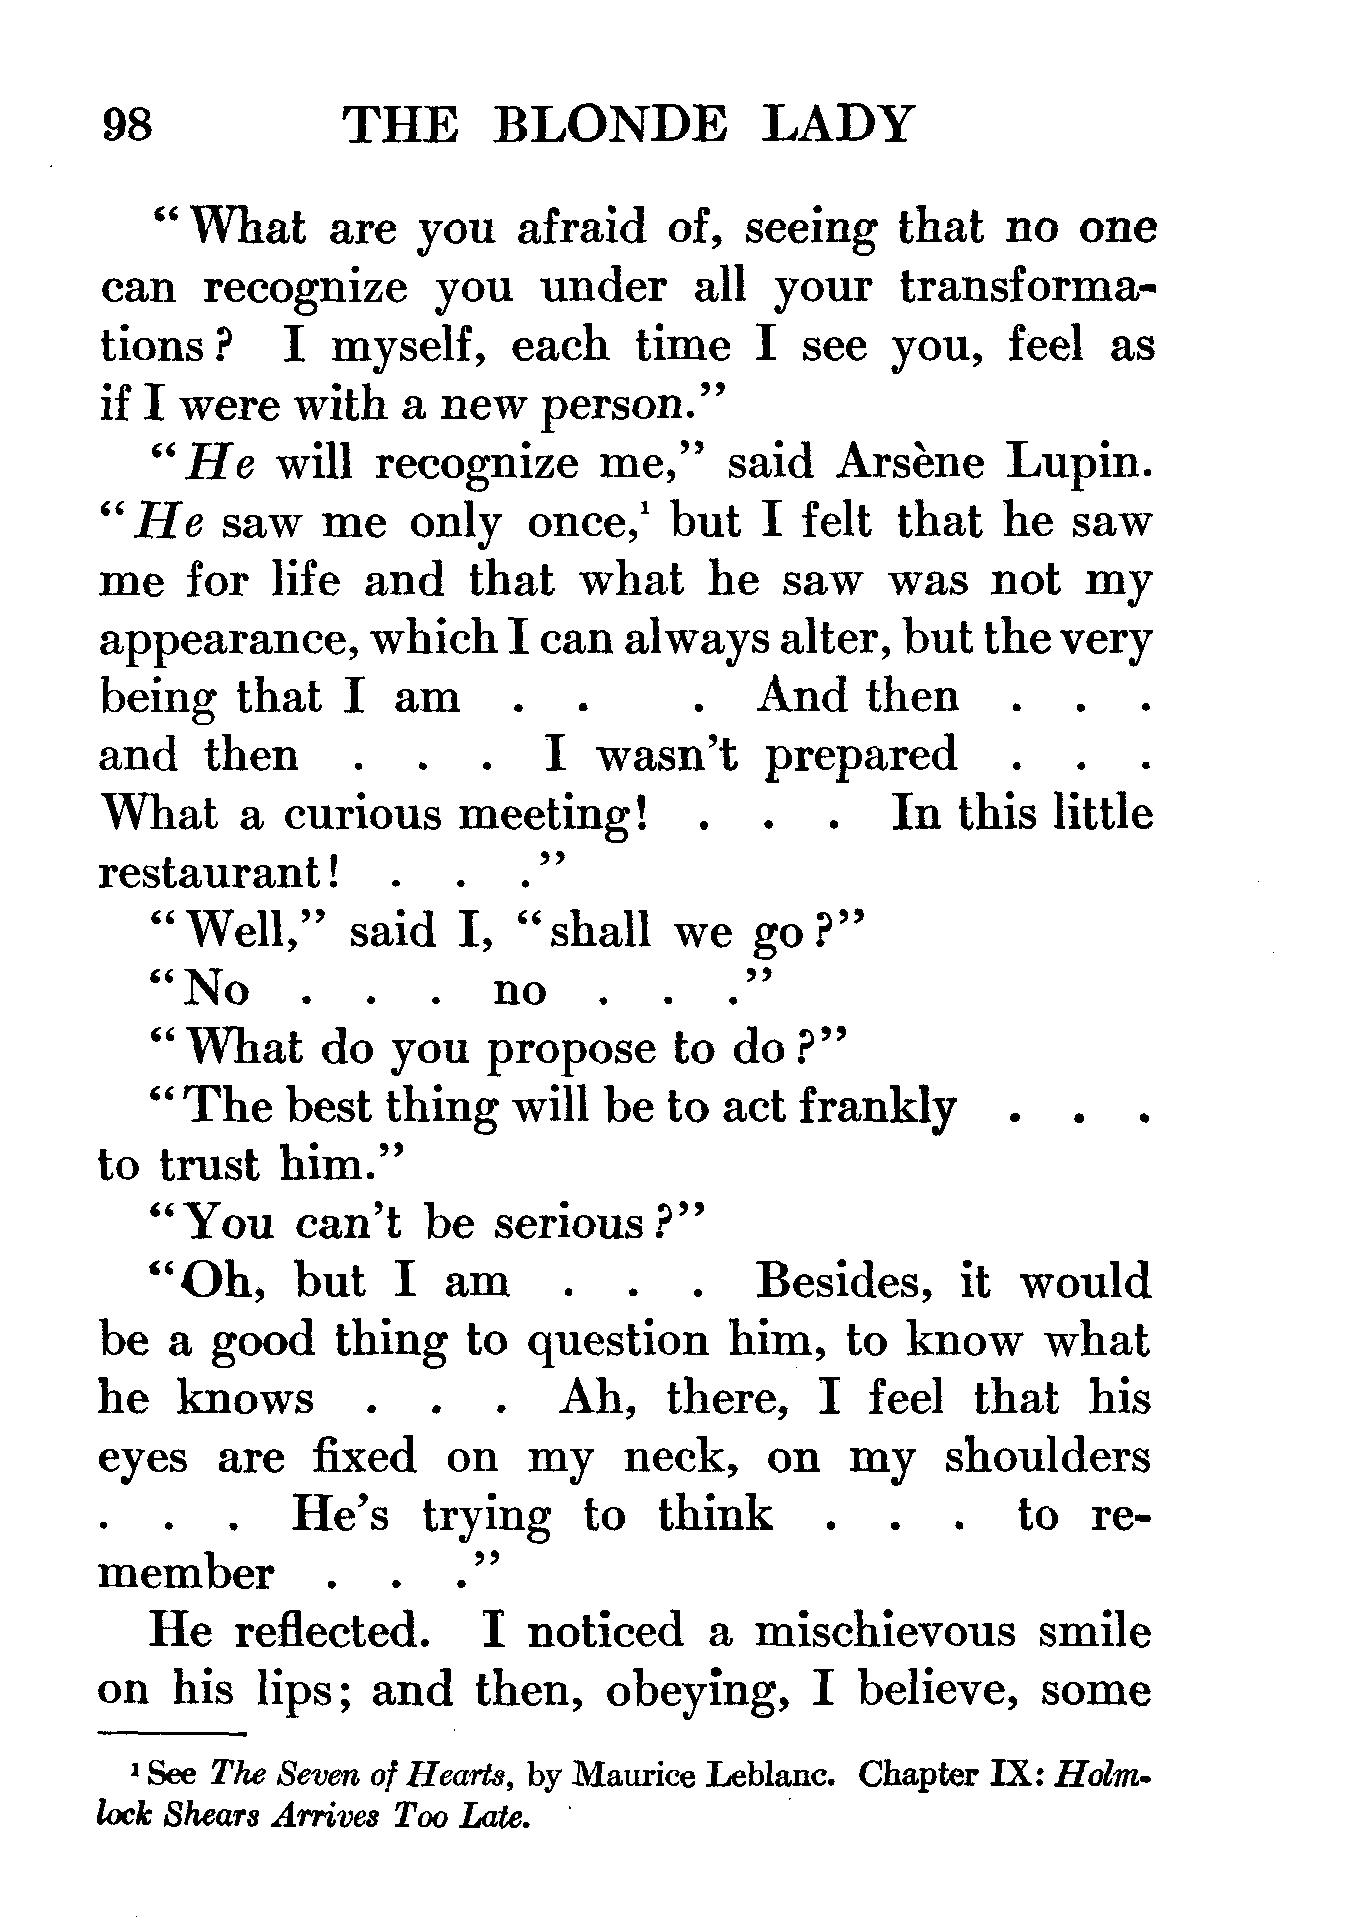 98 THE BLONDE LADY
“What are you afraid of, seeing that no one
can recognize you under all your transforma-
tions? I myself, each time I see you, feel as
if I were with a new person.”
“He will recognize me,” said Arsène Lupin.
“He saw me only once,¹ but I felt that he saw
me for life and that what he saw was not my
appearance, which I can always alter, but the very
being that I am . . . And then . . .
and then . . . I wasn't prepared . . .
What a curious meeting! . . . In this little
restaurant! . . .”
“Well,” said I, “shall we go?”
“No . . . no . . .”
“What do you propose to do?”
“The best thing will be to act frankly . . .
to trust him.”
“You can't be serious?”
“Oh, but I am . . . Besides, it would
be a good thing to question him, to know what
he knows . . . Ah, there, I feel that his
eyes are fixed on my neck, on my shoulders
. . . He's trying to think . . . to re-
member . . .”
He reflected. I noticed a mischievous smile
on his lips; and then, obeying, I believe, some
¹ See The Seven of Hearts, by Maurice Leblanc. Chapter IX: Holm-
lock Shears Arrives Too Late.